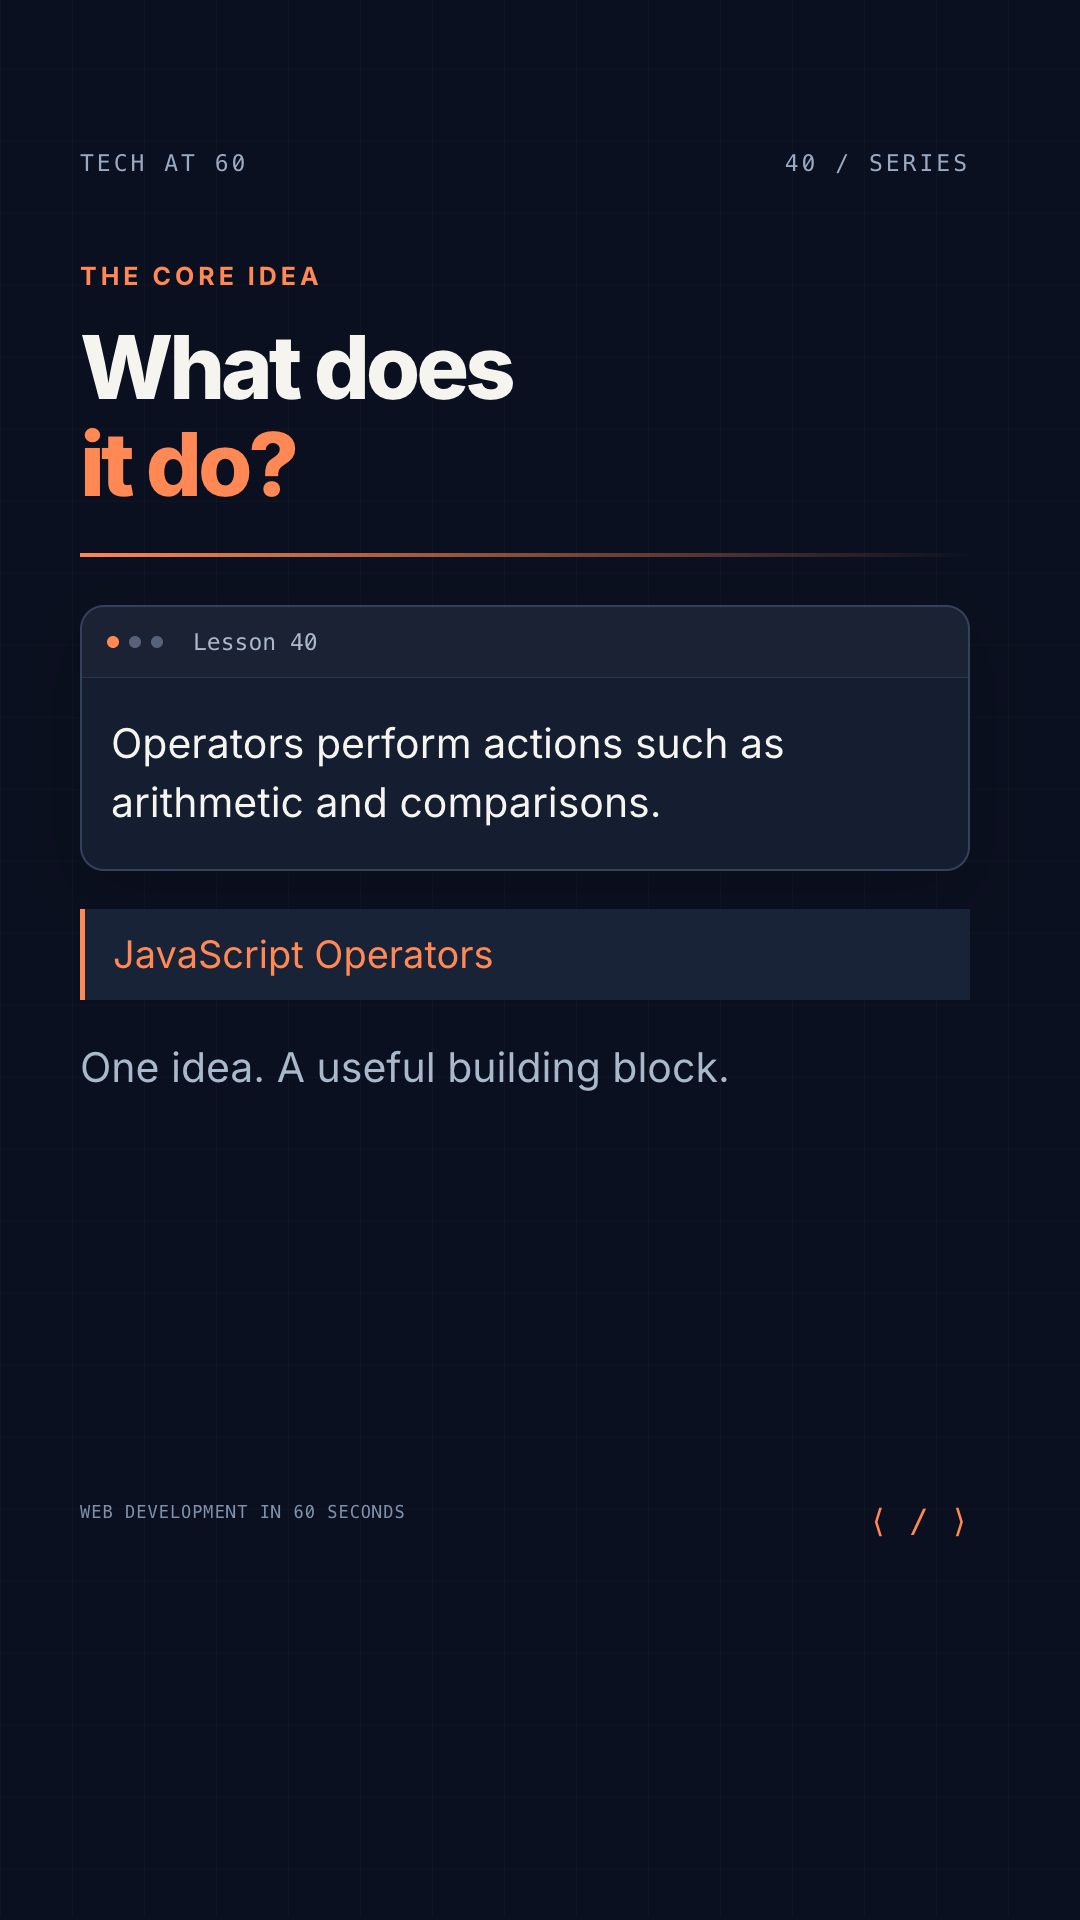 TECH AT 60
40 / SERIES
THE CORE IDEA
What does
it do?
Lesson 40
Operators perform actions such as
arithmetic and comparisons.
JavaScript Operators
One idea. A useful building block.
WEB DEVELOPMENT IN 60 SECONDS
⟨ / ⟩